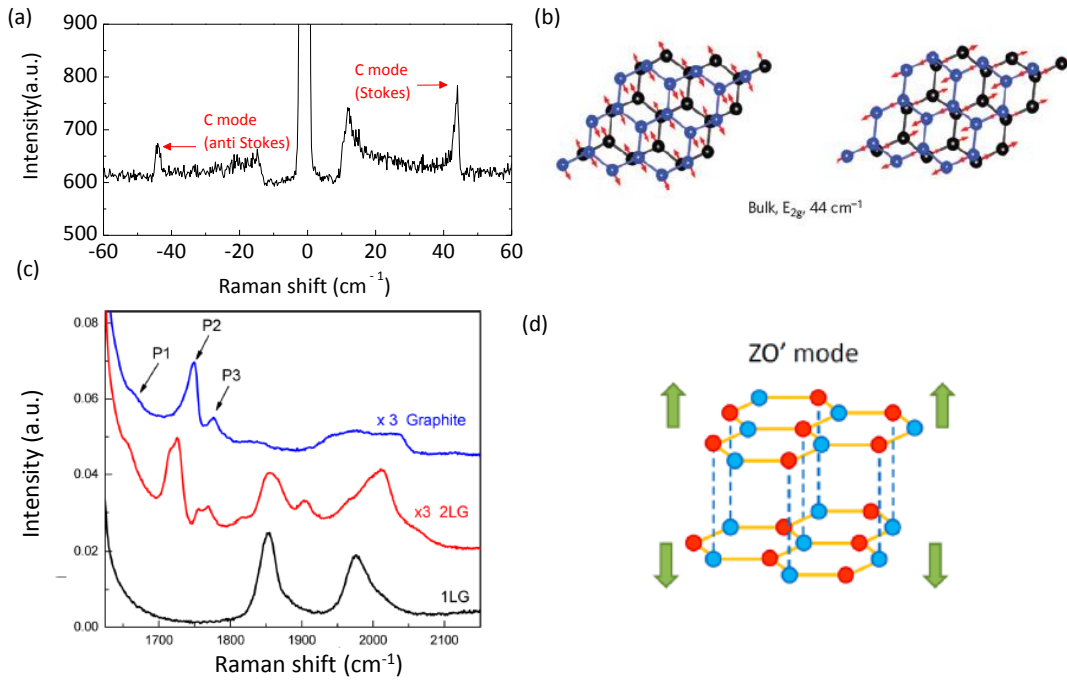 (a)
900
800
700
600
500
Intensity(a.u.)
C mode
(anti Stokes)
C mode
(Stokes)
-60 -40 -20 0 20 40 60
Raman shift (cm⁻¹)
(b)
Bulk, E₂g, 44 cm⁻¹
(c)
0.08
0.06
0.04
0.02
0.00
Intensity (a.u.)
P1
P2
P3
x 3 Graphite
x3 2LG
1LG
1700 1800 1900 2000 2100
Raman shift (cm⁻¹)
(d)
ZO' mode